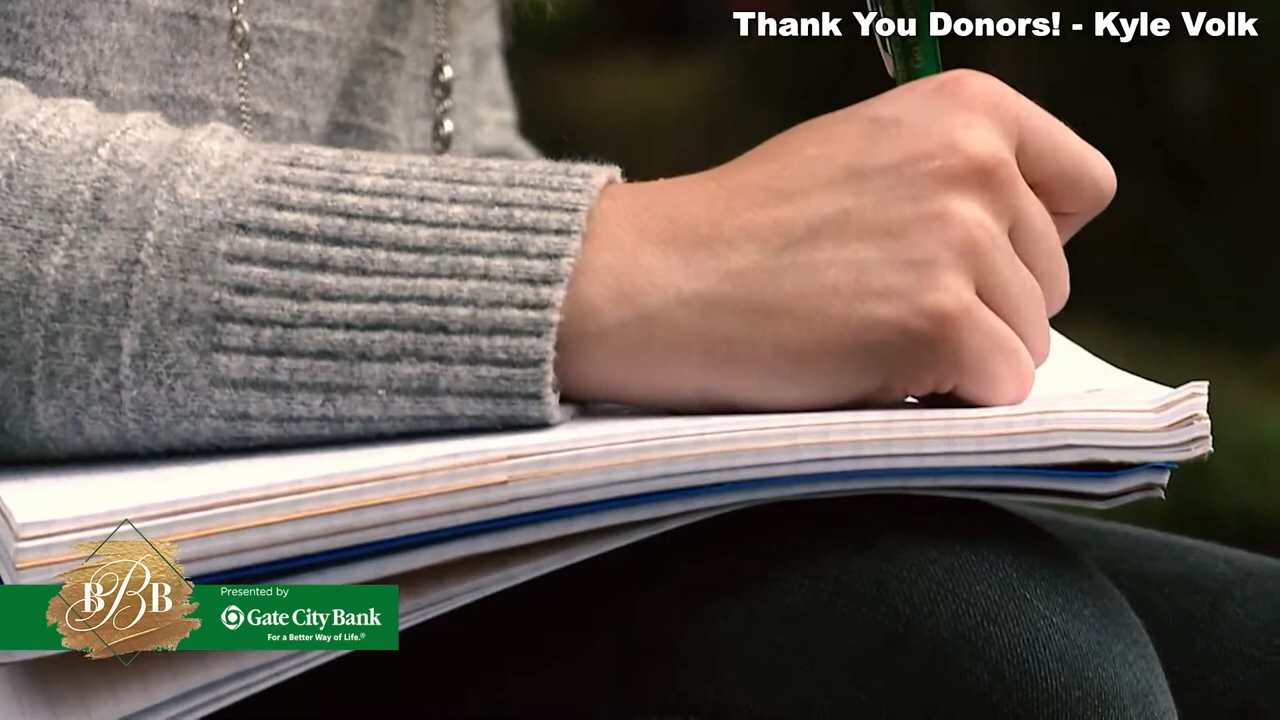 Thank You Donors! - Kyle Volk
BBB
Presented by
Gate City Bank
For a Better Way of Life.®